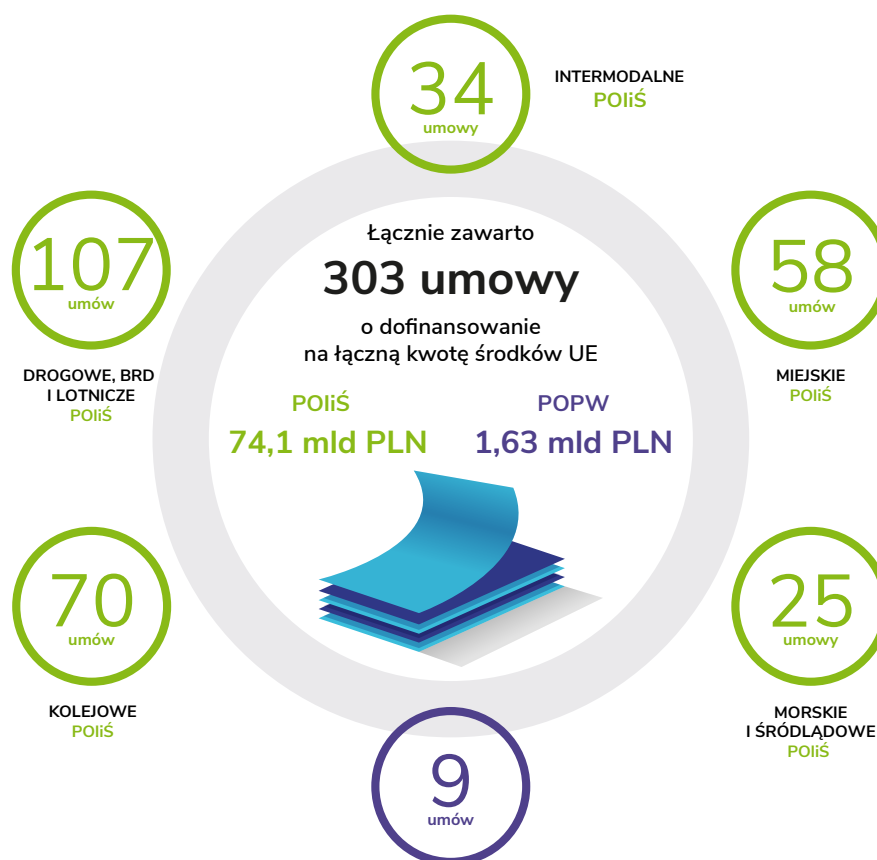 34
umowy
INTERMODALNE
POIiŚ
107
umów
DROGOWE, BRD
I LOTNICZE
POIiŚ
Łącznie zawarto
303 umowy
o dofinansowanie
na łączną kwotę środków UE
POIiŚ
74,1 mld PLN
POPW
1,63 mld PLN
58
umów
MIEJSKIE
POIiŚ
70
umów
KOLEJOWE
POIiŚ
25
umowy
MORSKIE
I ŚRÓDLĄDOWE
POIiŚ
9
umów